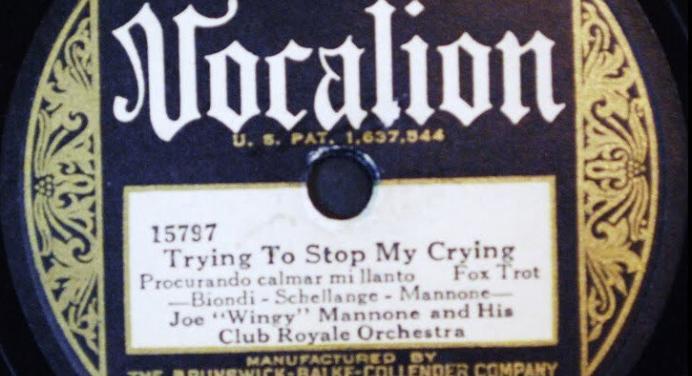 Vocalion
U. S. PAT. 1,637,544
15797
Trying To Stop My Crying
Procurando calmar mi llanto Fox Trot
—Biondi - Schellange - Mannone—
Joe "Wingy" Mannone and His
Club Royale Orchestra
MANUFACTURED BY
THE BRUNSWICK-BALKE-COLLENDER COMPANY